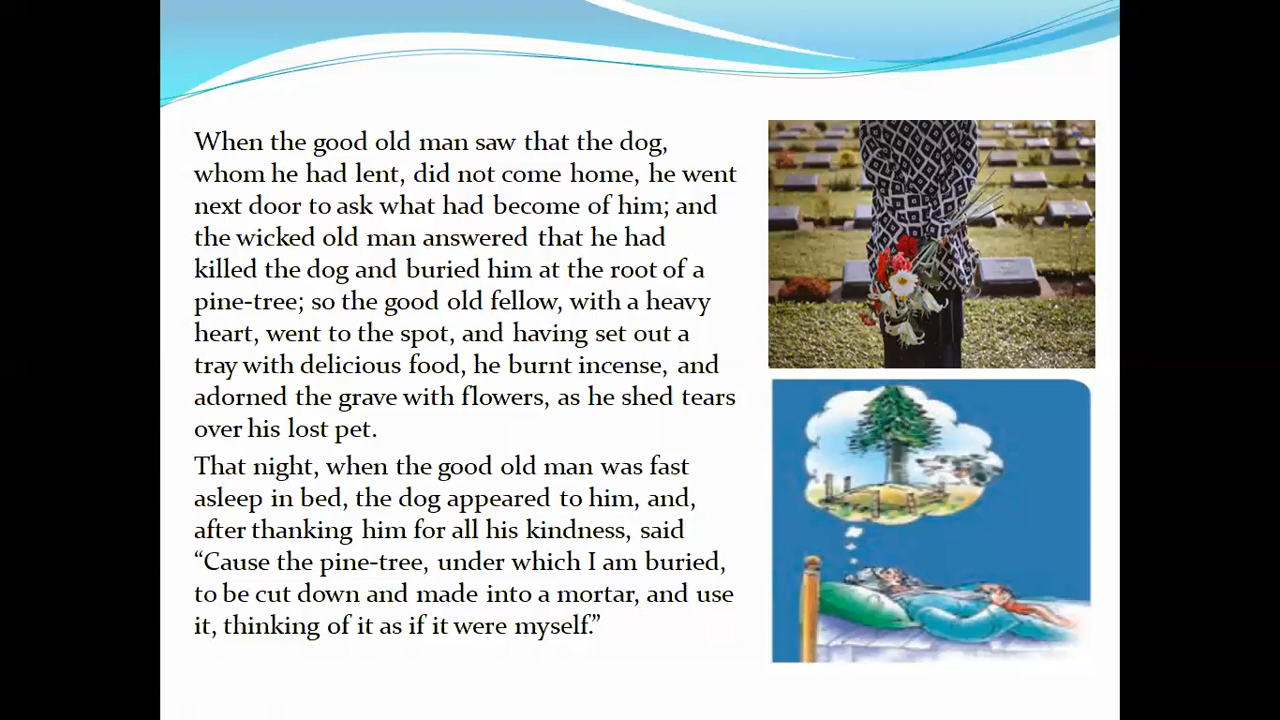 When the good old man saw that the dog,
whom he had lent, did not come home, he went
next door to ask what had become of him; and
the wicked old man answered that he had
killed the dog and buried him at the root of a
pine-tree; so the good old fellow, with a heavy
heart, went to the spot, and having set out a
tray with delicious food, he burnt incense, and
adorned the grave with flowers, as he shed tears
over his lost pet.
That night, when the good old man was fast
asleep in bed, the dog appeared to him, and,
after thanking him for all his kindness, said
“Cause the pine-tree, under which I am buried,
to be cut down and made into a mortar, and use
it, thinking of it as if it were myself.”